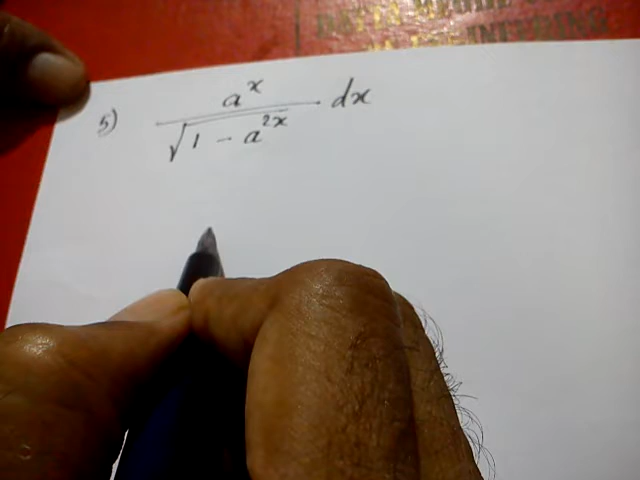 5) a^x / √(1 - a^2x) dx